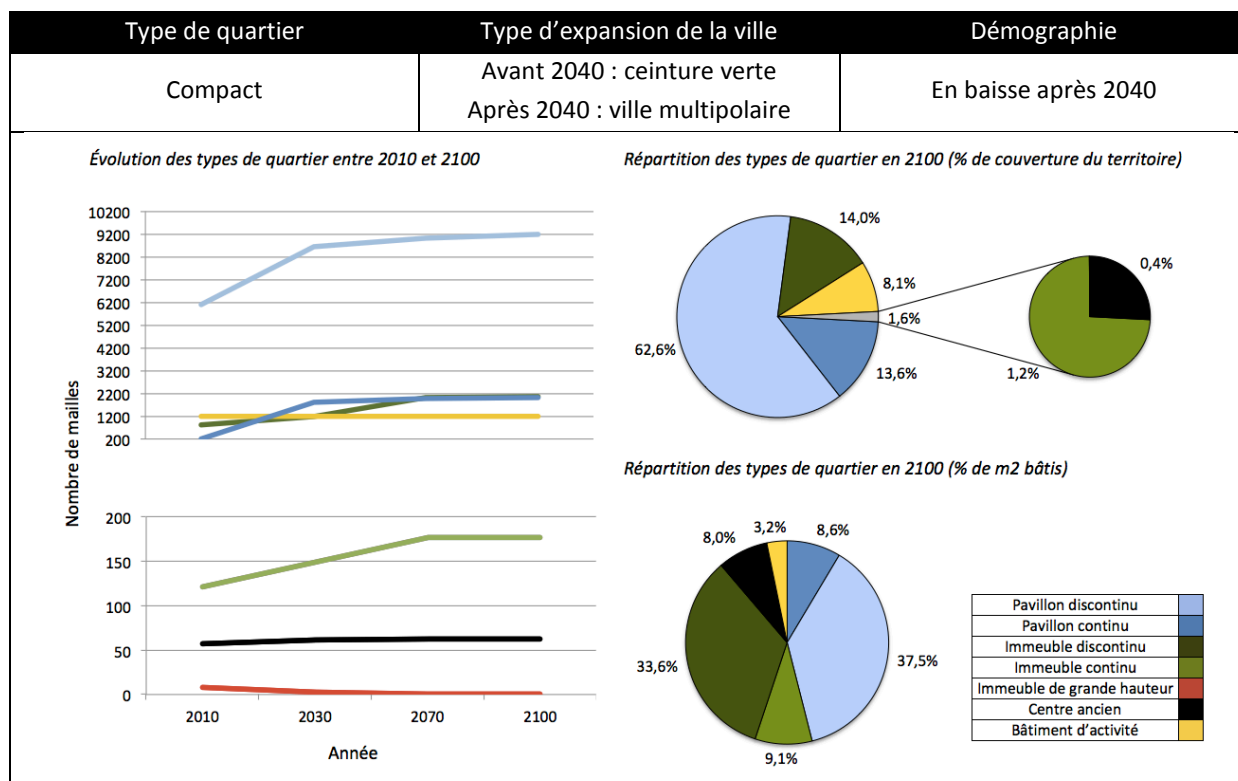 Type de quartier
Type d’expansion de la ville
Démographie
Compact
Avant 2040 : ceinture verte
Après 2040 : ville multipolaire
En baisse après 2040
Évolution des types de quartier entre 2010 et 2100
Nombre de mailles
10200
9200
8200
7200
6200
5200
4200
3200
2200
1200
200
200
150
100
50
0
2010
2030
2070
2100
Année
Répartition des types de quartier en 2100 (% de couverture du territoire)
14,0%
8,1%
1,6%
13,6%
62,6%
0,4%
1,2%
Répartition des types de quartier en 2100 (% de m2 bâtis)
8,0%
3,2%
8,6%
33,6%
37,5%
9,1%
Pavillon discontinu
Pavillon continu
Immeuble discontinu
Immeuble continu
Immeuble de grande hauteur
Centre ancien
Bâtiment d’activité